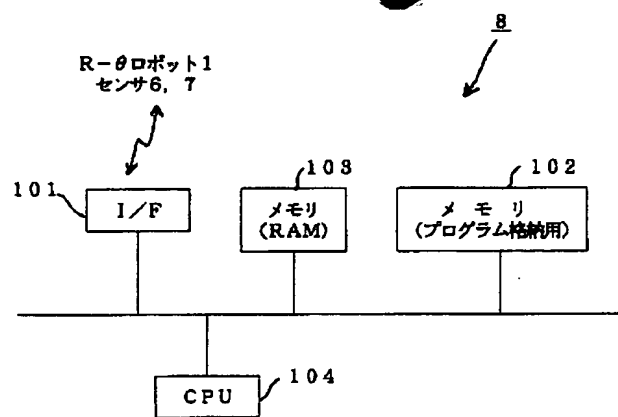 8
R−θロボット1
センサ6，7
101
I／F
103
メモリ
(RAM)
102
メモリ
(プログラム格納用)
CPU
104